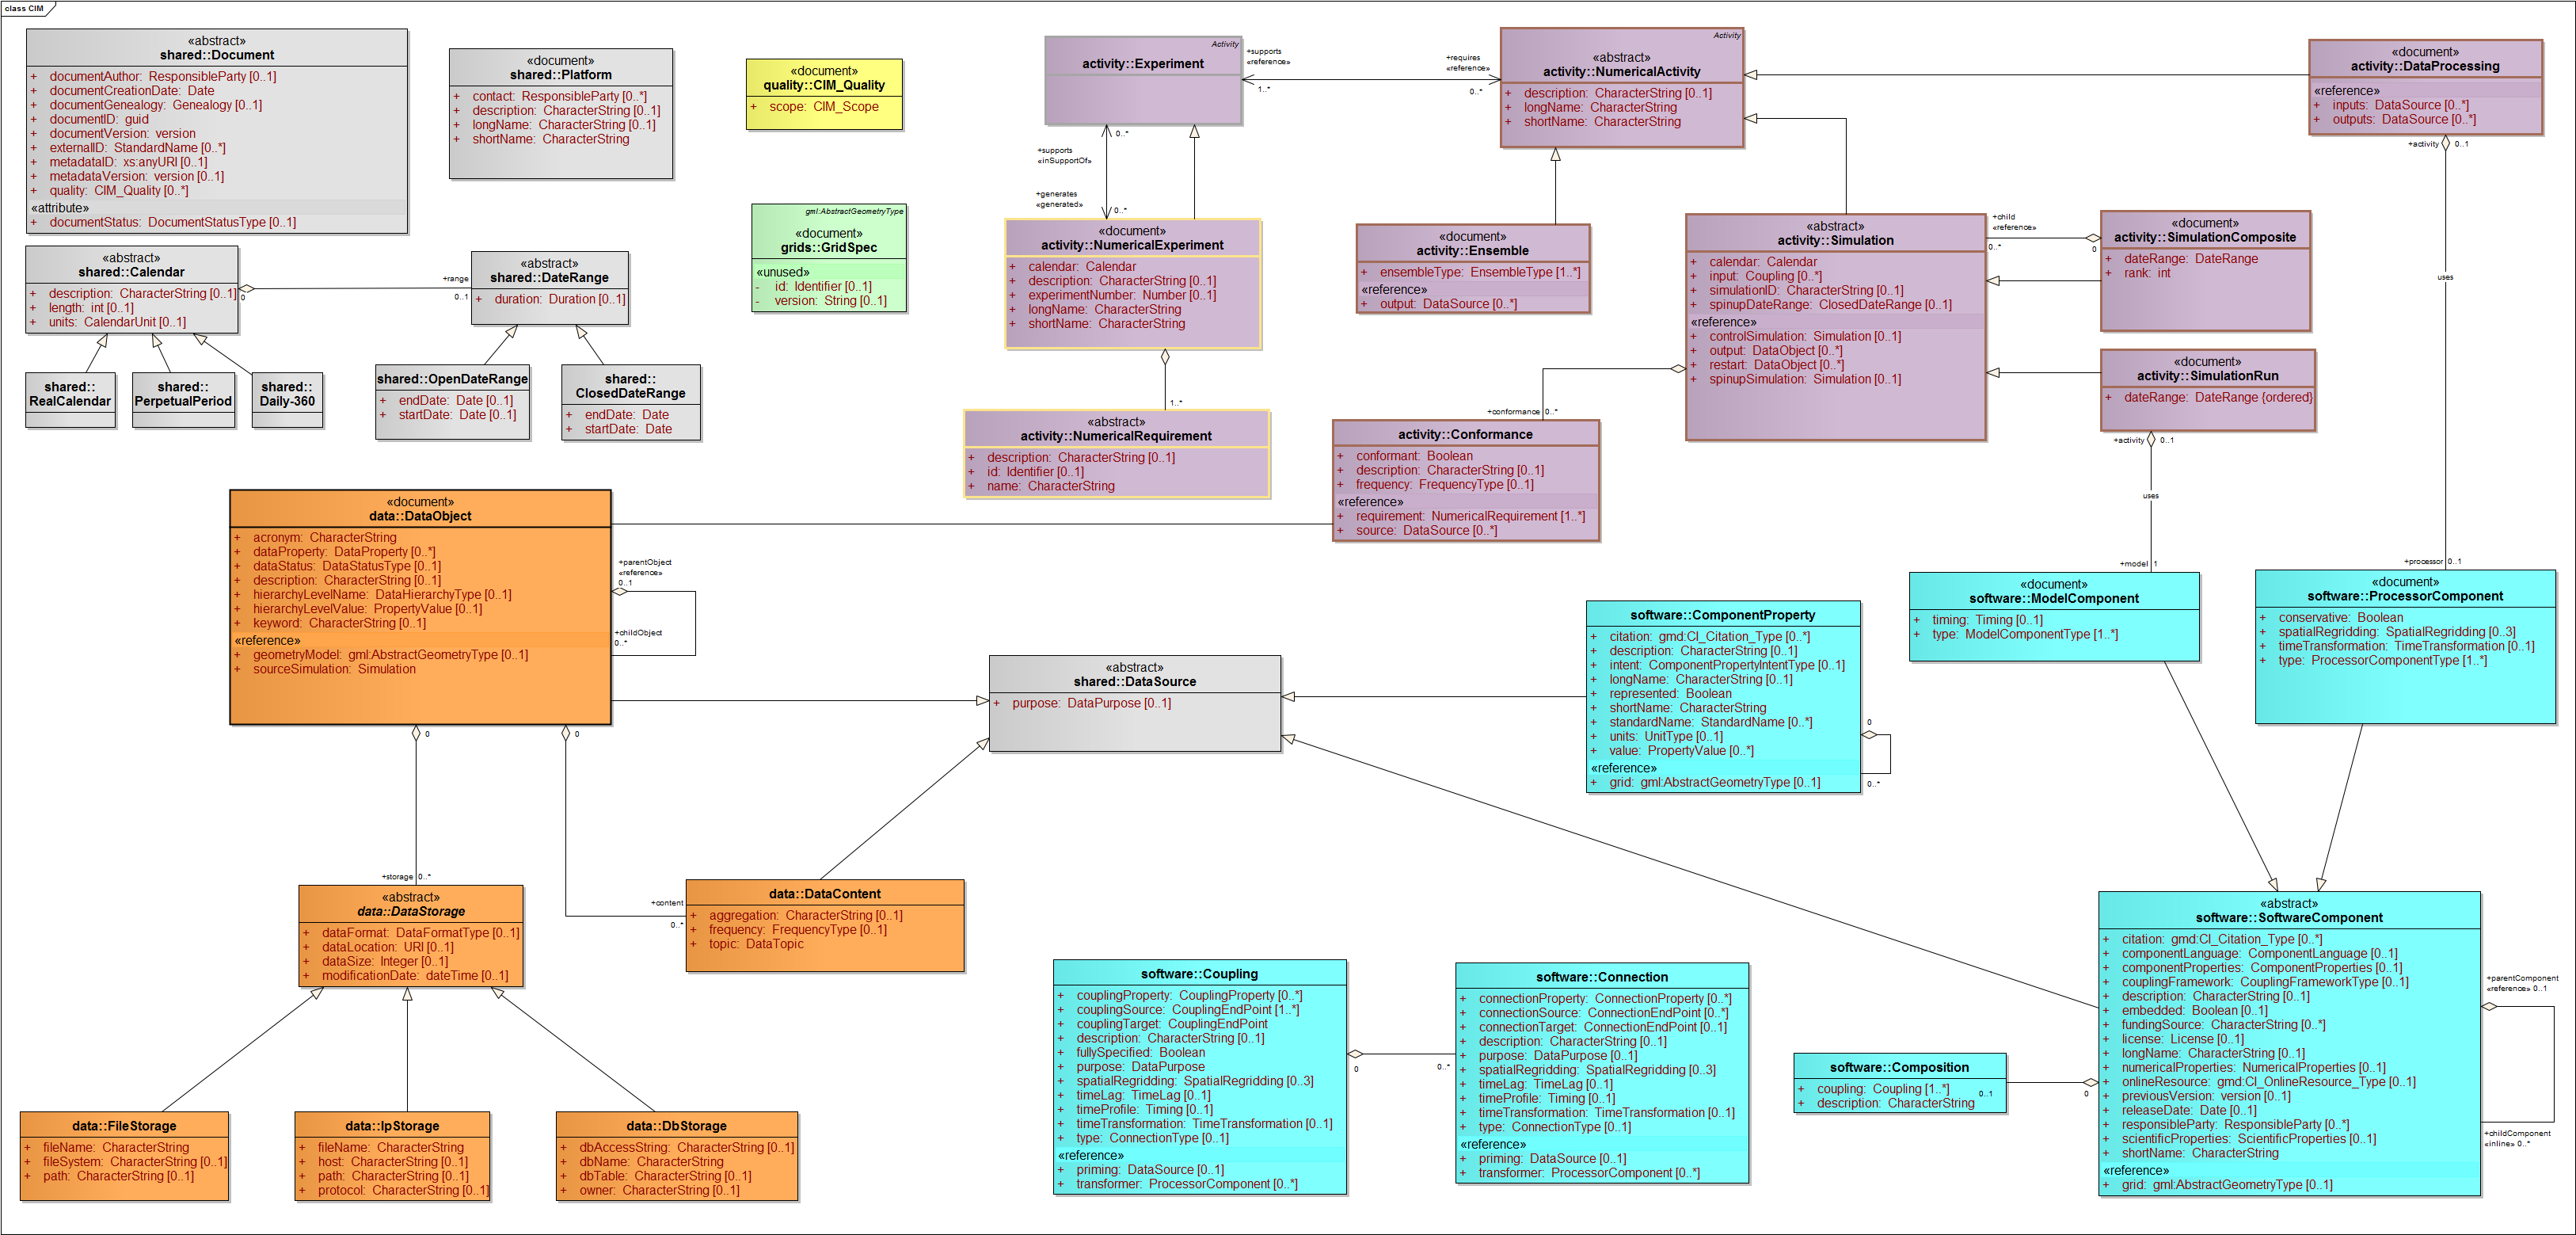 class CIM
«abstract»
shared::Document
+ documentAuthor: ResponsibleParty [0..1]
+ documentCreationDate: Date
+ documentGenealogy: Genealogy [0..1]
+ documentID: guid
+ documentVersion: version
+ externalID: StandardName [0..*]
+ metadataID: xs:anyURI [0..1]
+ metadataVersion: version [0..1]
+ quality: CIM_Quality [0..*]
«attribute»
+ documentStatus: DocumentStatusType [0..1]
«document»
shared::Platform
+ contact: ResponsibleParty [0..*]
+ description: CharacterString [0..1]
+ longName: CharacterString [0..1]
+ shortName: CharacterString
«document»
quality::CIM_Quality
+ scope: CIM_Scope
gml:AbstractGeometryType
«document»
grids::GridSpec
«unused»
- id: Identifier [0..1]
- version: String [0..1]
«abstract»
shared::Calendar
+ description: CharacterString [0..1]
+ length: int [0..1]
+ units: CalendarUnit [0..1]
0
+range
0..1
«abstract»
shared::DateRange
+ duration: Duration [0..1]
shared::
RealCalendar
shared::
PerpetualPeriod
shared::
Daily-360
shared::OpenDateRange
+ endDate: Date [0..1]
+ startDate: Date [0..1]
shared::
ClosedDateRange
+ endDate: Date
+ startDate: Date
Activity
activity::Experiment
+supports
«reference»
1..*
+requires
«reference»
0..*
Activity
«abstract»
activity::NumericalActivity
+ description: CharacterString [0..1]
+ longName: CharacterString
+ shortName: CharacterString
«document»
activity::DataProcessing
«reference»
+ inputs: DataSource [0..*]
+ outputs: DataSource [0..*]
+activity 0..1
uses
+processor 0..1
0..*
+supports
«inSupportOf»
+generates
«generated»
0..*
«document»
activity::NumericalExperiment
+ calendar: Calendar
+ description: CharacterString [0..1]
+ experimentNumber: Number [0..1]
+ longName: CharacterString
+ shortName: CharacterString
1..*
«abstract»
activity::NumericalRequirement
+ description: CharacterString [0..1]
+ id: Identifier [0..1]
+ name: CharacterString
«document»
activity::Ensemble
+ ensembleType: EnsembleType [1..*]
«reference»
+ output: DataSource [0..*]
«abstract»
activity::Simulation
+ calendar: Calendar
+ input: Coupling [0..*]
+ simulationID: CharacterString [0..1]
+ spinupDateRange: ClosedDateRange [0..1]
«reference»
+ controlSimulation: Simulation [0..1]
+ output: DataObject [0..*]
+ restart: DataObject [0..*]
+ spinupSimulation: Simulation [0..1]
+child
«reference»
0..*
0
«document»
activity::SimulationComposite
+ dateRange: DateRange
+ rank: int
«document»
activity::SimulationRun
+ dateRange: DateRange {ordered}
+activity 0..1
uses
+model 1
+conformance 0..*
activity::Conformance
+ conformant: Boolean
+ description: CharacterString [0..1]
+ frequency: FrequencyType [0..1]
«reference»
+ requirement: NumericalRequirement [1..*]
+ source: DataSource [0..*]
«document»
data::DataObject
+ acronym: CharacterString
+ dataProperty: DataProperty [0..*]
+ dataStatus: DataStatusType [0..1]
+ description: CharacterString [0..1]
+ hierarchyLevelName: DataHierarchyType [0..1]
+ hierarchyLevelValue: PropertyValue [0..1]
+ keyword: CharacterString [0..1]
«reference»
+ geometryModel: gml:AbstractGeometryType [0..1]
+ sourceSimulation: Simulation
+parentObject
«reference»
0..1
+childObject
0..*
0
0
«abstract»
shared::DataSource
+ purpose: DataPurpose [0..1]
software::ComponentProperty
+ citation: gmd:CI_Citation_Type [0..*]
+ description: CharacterString [0..1]
+ intent: ComponentPropertyIntentType [0..1]
+ longName: CharacterString [0..1]
+ represented: Boolean
+ shortName: CharacterString
+ standardName: StandardName [0..*]
+ units: UnitType [0..1]
+ value: PropertyValue [0..*]
«reference»
+ grid: gml:AbstractGeometryType [0..1]
0
0..*
«document»
software::ModelComponent
+ timing: Timing [0..1]
+ type: ModelComponentType [1..*]
«document»
software::ProcessorComponent
+ conservative: Boolean
+ spatialRegridding: SpatialRegridding [0..3]
+ timeTransformation: TimeTransformation [0..1]
+ type: ProcessorComponentType [1..*]
+storage 0..*
«abstract»
data::DataStorage
+ dataFormat: DataFormatType [0..1]
+ dataLocation: URI [0..1]
+ dataSize: Integer [0..1]
+ modificationDate: dateTime [0..1]
+content
0..*
data::DataContent
+ aggregation: CharacterString [0..1]
+ frequency: FrequencyType [0..1]
+ topic: DataTopic
data::FileStorage
+ fileName: CharacterString
+ fileSystem: CharacterString [0..1]
+ path: CharacterString [0..1]
data::IpStorage
+ fileName: CharacterString
+ host: CharacterString [0..1]
+ path: CharacterString [0..1]
+ protocol: CharacterString [0..1]
data::DbStorage
+ dbAccessString: CharacterString [0..1]
+ dbName: CharacterString
+ dbTable: CharacterString [0..1]
+ owner: CharacterString [0..1]
software::Coupling
+ couplingProperty: CouplingProperty [0..*]
+ couplingSource: CouplingEndPoint [1..*]
+ couplingTarget: CouplingEndPoint
+ description: CharacterString [0..1]
+ fullySpecified: Boolean
+ purpose: DataPurpose
+ spatialRegridding: SpatialRegridding [0..3]
+ timeLag: TimeLag [0..1]
+ timeProfile: Timing [0..1]
+ timeTransformation: TimeTransformation [0..1]
+ type: ConnectionType [0..1]
«reference»
+ priming: DataSource [0..1]
+ transformer: ProcessorComponent [0..*]
0
0..*
software::Connection
+ connectionProperty: ConnectionProperty [0..*]
+ connectionSource: ConnectionEndPoint [0..*]
+ connectionTarget: ConnectionEndPoint [0..1]
+ description: CharacterString [0..1]
+ purpose: DataPurpose [0..1]
+ spatialRegridding: SpatialRegridding [0..3]
+ timeLag: TimeLag [0..1]
+ timeProfile: Timing [0..1]
+ timeTransformation: TimeTransformation [0..1]
+ type: ConnectionType [0..1]
«reference»
+ priming: DataSource [0..1]
+ transformer: ProcessorComponent [0..*]
software::Composition
+ coupling: Coupling [1..*]
+ description: CharacterString
0..1
0
«abstract»
software::SoftwareComponent
+ citation: gmd:CI_Citation_Type [0..*]
+ componentLanguage: ComponentLanguage [0..1]
+ componentProperties: ComponentProperties [0..1]
+ couplingFramework: CouplingFrameworkType [0..1]
+ description: CharacterString [0..1]
+ embedded: Boolean [0..1]
+ fundingSource: CharacterString [0..*]
+ license: License [0..1]
+ longName: CharacterString [0..1]
+ numericalProperties: NumericalProperties [0..1]
+ onlineResource: gmd:CI_OnlineResource_Type [0..1]
+ previousVersion: version [0..1]
+ releaseDate: Date [0..1]
+ responsibleParty: ResponsibleParty [0..*]
+ scientificProperties: ScientificProperties [0..1]
+ shortName: CharacterString
«reference»
+ grid: gml:AbstractGeometryType [0..1]
+parentComponent
«reference» 0..1
+childComponent
«inline» 0..*